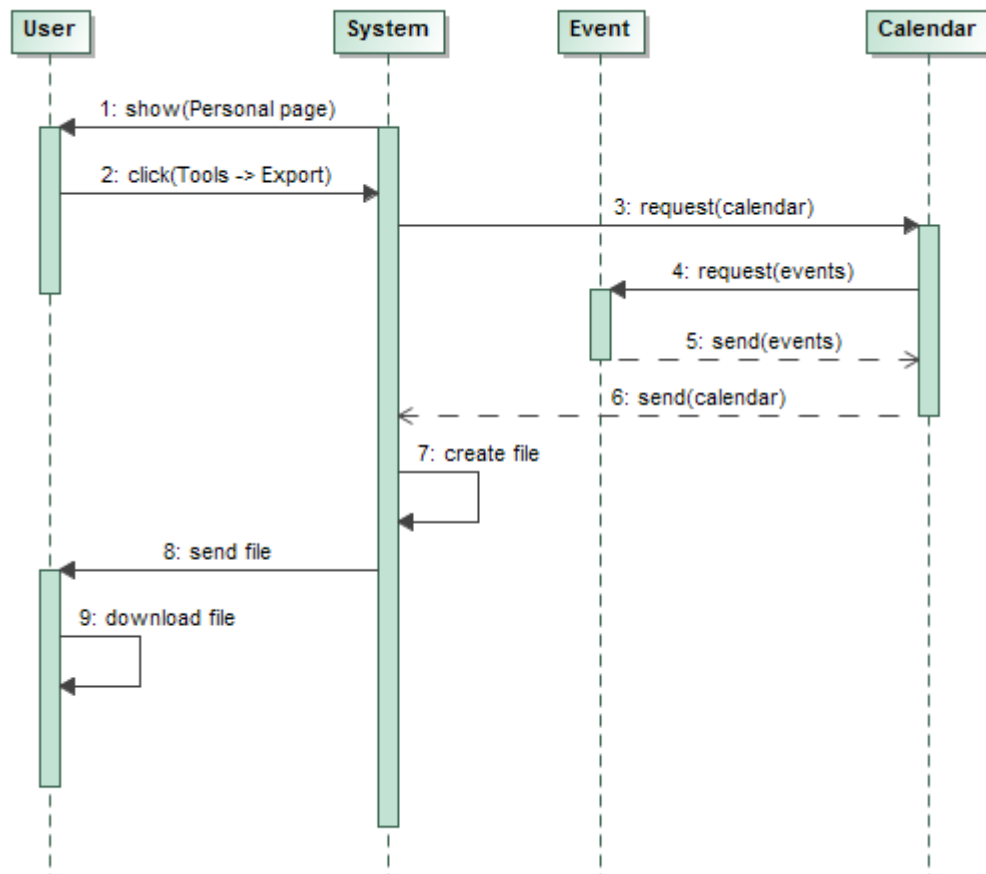 User
System
Event
Calendar
1: show(Personal page)
2: click(Tools -> Export)
3: request(calendar)
4: request(events)
5: send(events)
6: send(calendar)
7: create file
8: send file
9: download file